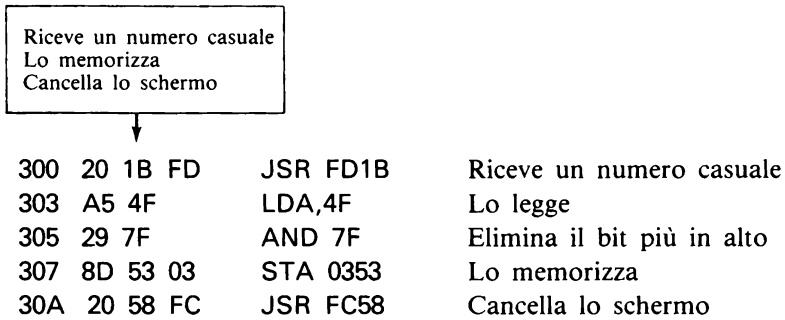 Riceve un numero casuale
Lo memorizza
Cancella lo schermo
300 20 1B FD JSR FD1B Riceve un numero casuale
303 A5 4F LDA,4F Lo legge
305 29 7F AND 7F Elimina il bit più in alto
307 8D 53 03 STA 0353 Lo memorizza
30A 20 58 FC JSR FC58 Cancella lo schermo